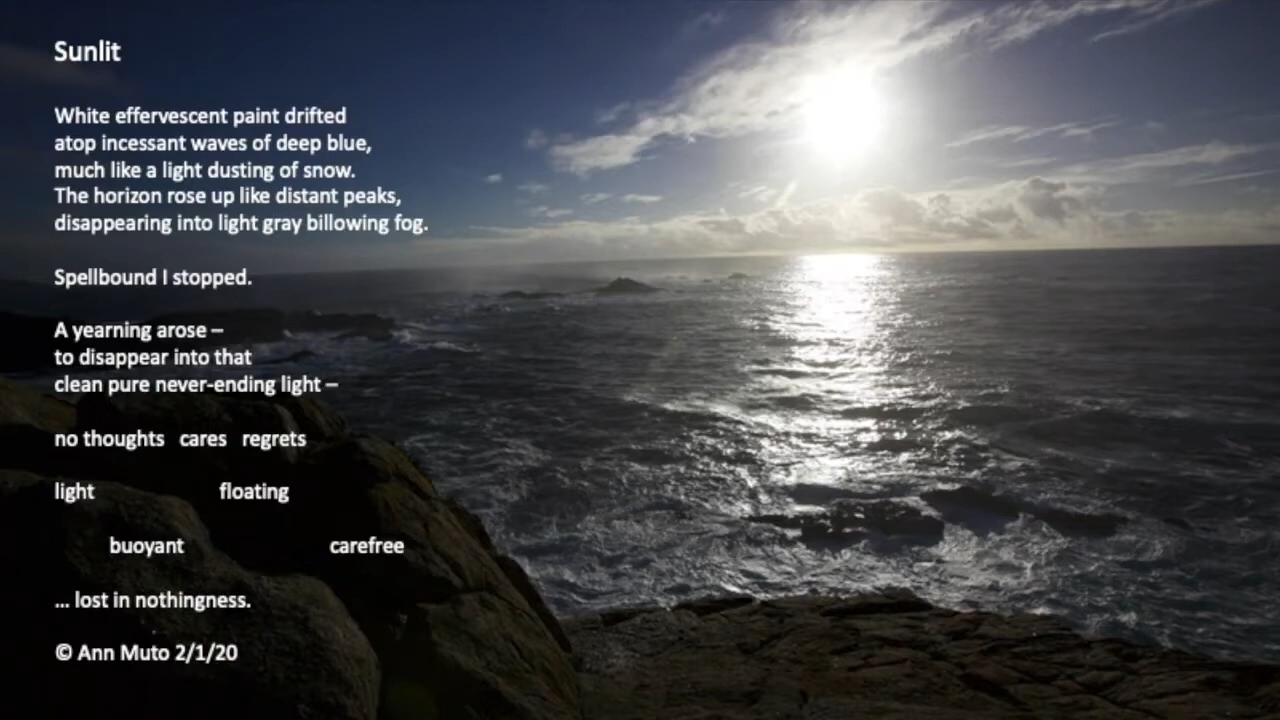 Sunlit
White effervescent paint drifted
atop incessant waves of deep blue,
much like a light dusting of snow.
The horizon rose up like distant peaks,
disappearing into light gray billowing fog.
Spellbound I stopped.
A yearning arose –
to disappear into that
clean pure never-ending light –
no thoughts cares regrets
light floating
buoyant carefree
... lost in nothingness.
© Ann Muto 2/1/20